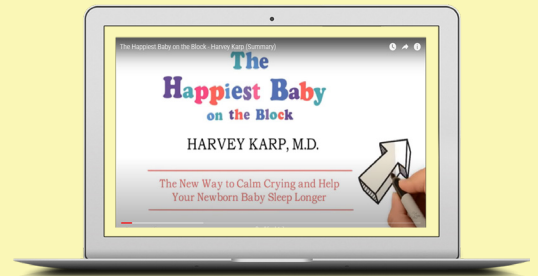 The Happiest Baby on the Block - Harvey Karp (Summary)
The
Happiest Baby
on the Block
HARVEY KARP, M.D.
The New Way to Calm Crying and Help
Your Newborn Baby Sleep Longer